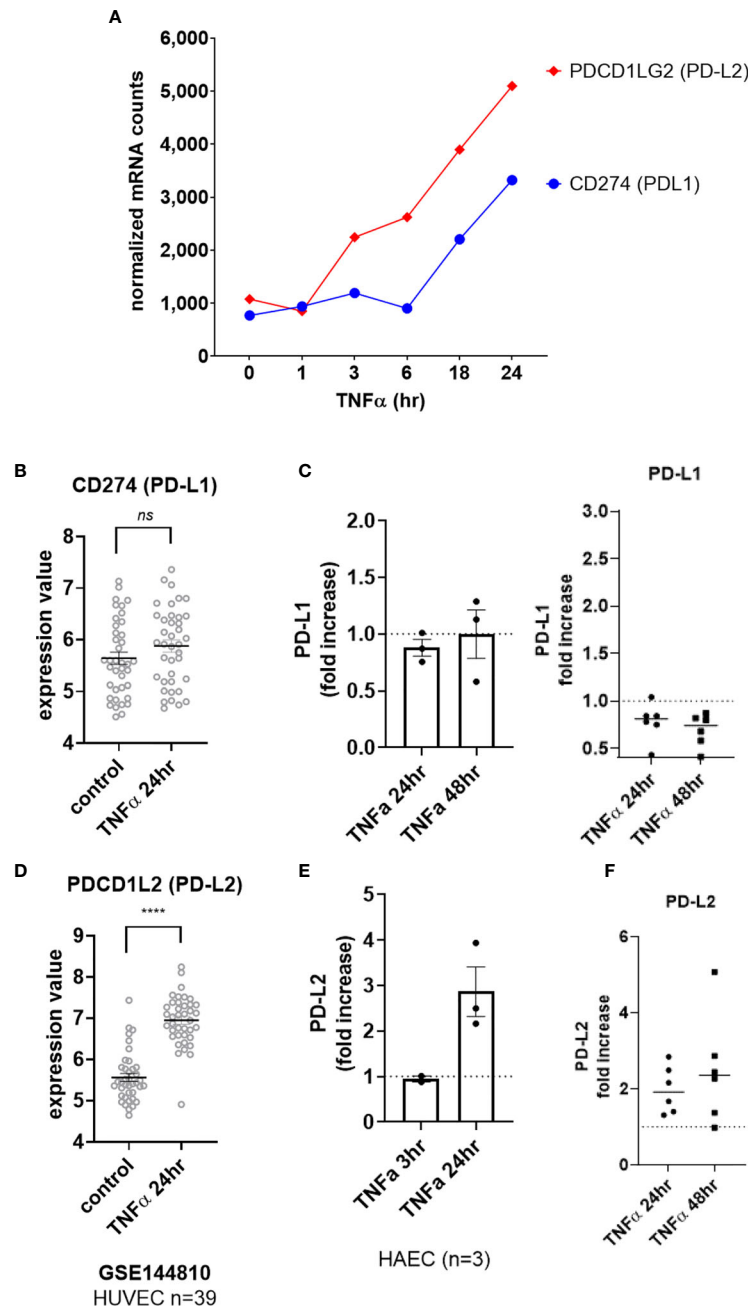 A
normalized mRNA counts
6,000
5,000
4,000
3,000
2,000
1,000
0
0 1 3 6 18 24
TNFα (hr)
PDCD1LG2 (PD-L2)
CD274 (PDL1)
B
CD274 (PD-L1)
ns
expression value
8
7
6
5
4
control
TNFα 24hr
C
PD-L1
(fold increase)
2.0
1.5
1.0
0.5
0.0
TNFa 24hr
TNFa 48hr
PD-L1
PD-L1
fold increase
3.0
2.5
2.0
1.5
1.0
0.5
TNFα 24hr
TNFα 48hr
D
PDCD1L2 (PD-L2)
****
expression value
9
8
7
6
5
4
control
TNFα 24hr
GSE144810
HUVEC n=39
E
PD-L2
(fold increase)
5
4
3
2
1
0
TNFa 3hr
TNFa 24hr
HAEC (n=3)
F
PD-L2
PD-L2
fold increase
6
4
2
0
TNFα 24hr
TNFα 48hr